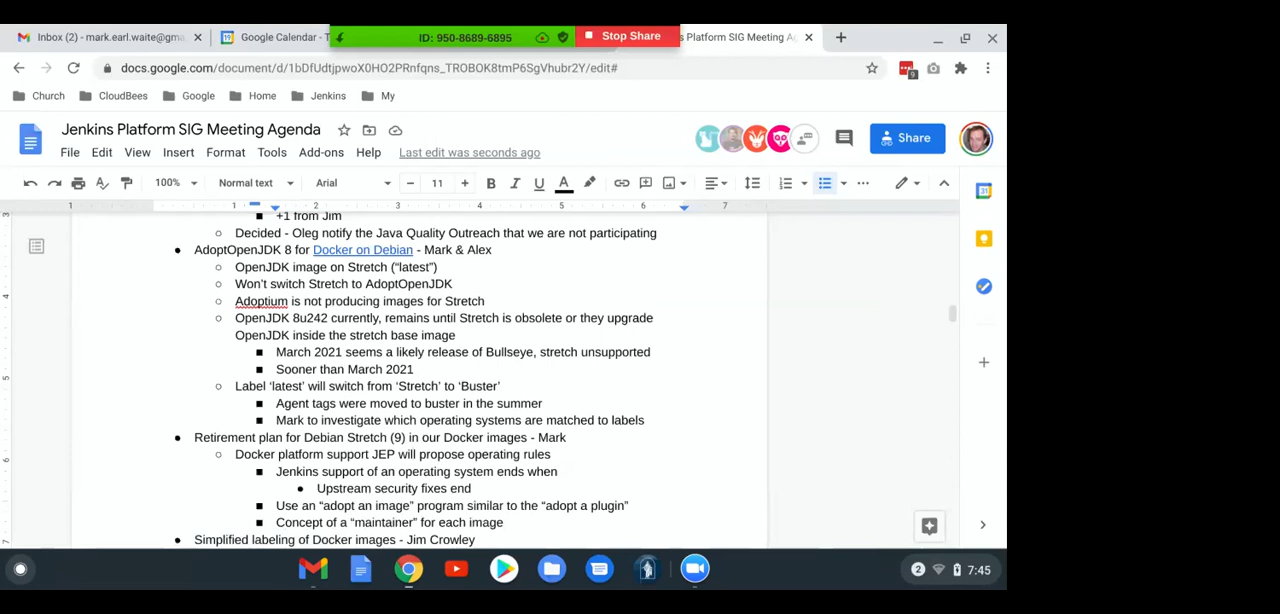 Inbox (2) - mark.earl.waite@gma
Google Calendar - T
ID: 950-8689-6895
Stop Share
s Platform SIG Meeting Ag
docs.google.com/document/d/1bDfUdtjpwoX0HO2PRnfqns_TROBOK8tmP6SgVhubr2Y/edit#
9
Church
CloudBees
Google
Home
Jenkins
My
Jenkins Platform SIG Meeting Agenda
File Edit View Insert Format Tools Add-ons Help Last edit was seconds ago
Share
100% Normal text Arial 11 B I U A
1 1 2 3 4 5 6 7
+1 from Jim
Decided - Oleg notify the Java Quality Outreach that we are not participating
AdoptOpenJDK 8 for Docker on Debian - Mark & Alex
OpenJDK image on Stretch (“latest”)
Won’t switch Stretch to AdoptOpenJDK
Adoptium is not producing images for Stretch
OpenJDK 8u242 currently, remains until Stretch is obsolete or they upgrade
OpenJDK inside the stretch base image
March 2021 seems a likely release of Bullseye, stretch unsupported
Sooner than March 2021
Label ‘latest’ will switch from ‘Stretch’ to ‘Buster’
Agent tags were moved to buster in the summer
Mark to investigate which operating systems are matched to labels
Retirement plan for Debian Stretch (9) in our Docker images - Mark
Docker platform support JEP will propose operating rules
Jenkins support of an operating system ends when
Upstream security fixes end
Use an “adopt an image” program similar to the “adopt a plugin”
Concept of a “maintainer” for each image
Simplified labeling of Docker images - Jim Crowley
2 7:45